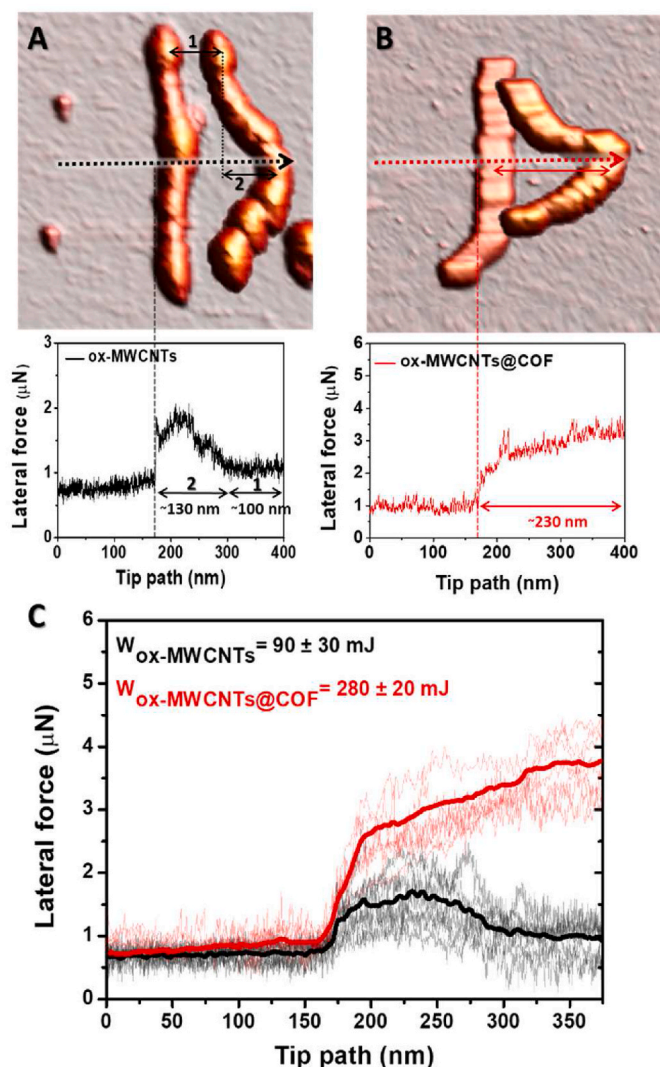 A
1
2
B
ox-MWCNTs
Lateral force (μN)
2
1
0
2
1
~130 nm
~100 nm
0 100 200 300 400
Tip path (nm)
ox-MWCNTs@COF
Lateral force (μN)
6
5
4
3
2
1
0
~230 nm
0 100 200 300 400
Tip path (nm)
C
W ox-MWCNTs = 90 ± 30 mJ
W ox-MWCNTs@COF = 280 ± 20 mJ
Lateral force (μN)
6
5
4
3
2
1
0
0 50 100 150 200 250 300 350
Tip path (nm)